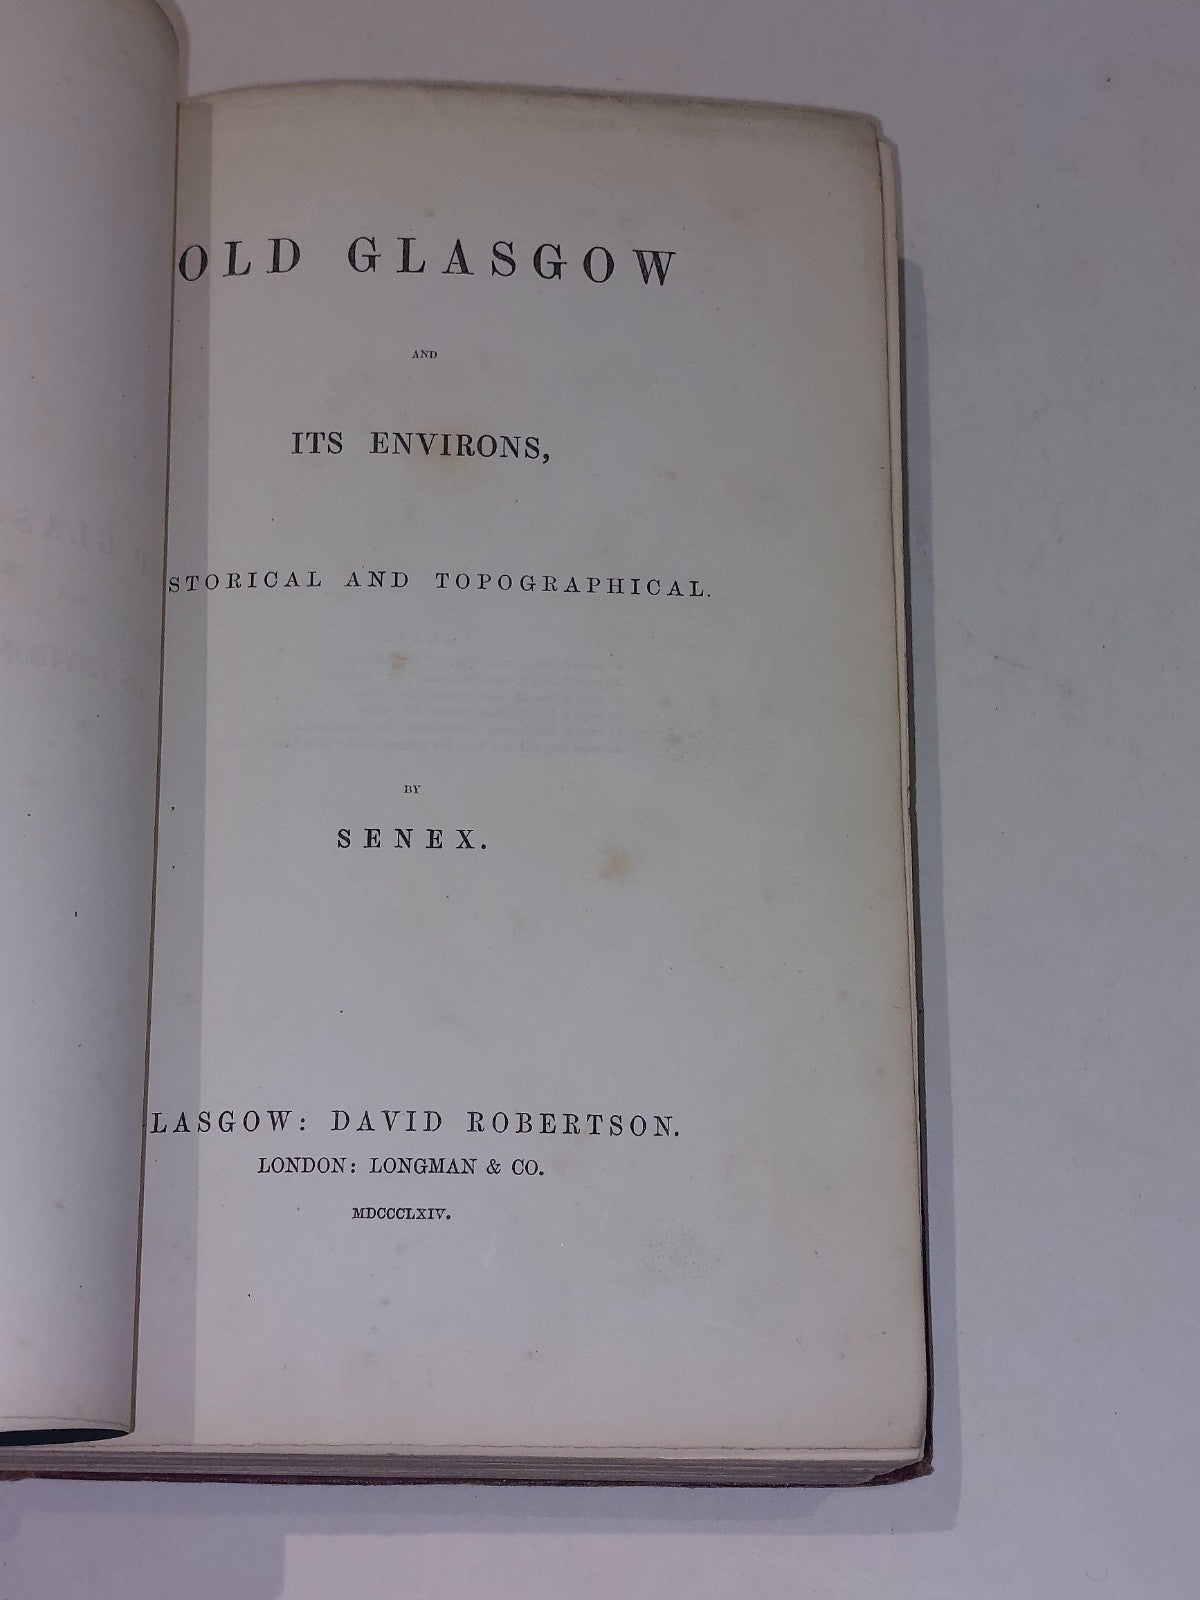 OLD GLASGOW
AND
ITS ENVIRONS,
STORICAL AND TOPOGRAPHICAL.
BY
SENEX.
LASGOW: DAVID ROBERTSON.
LONDON: LONGMAN & CO.
MDCCCLXIV.